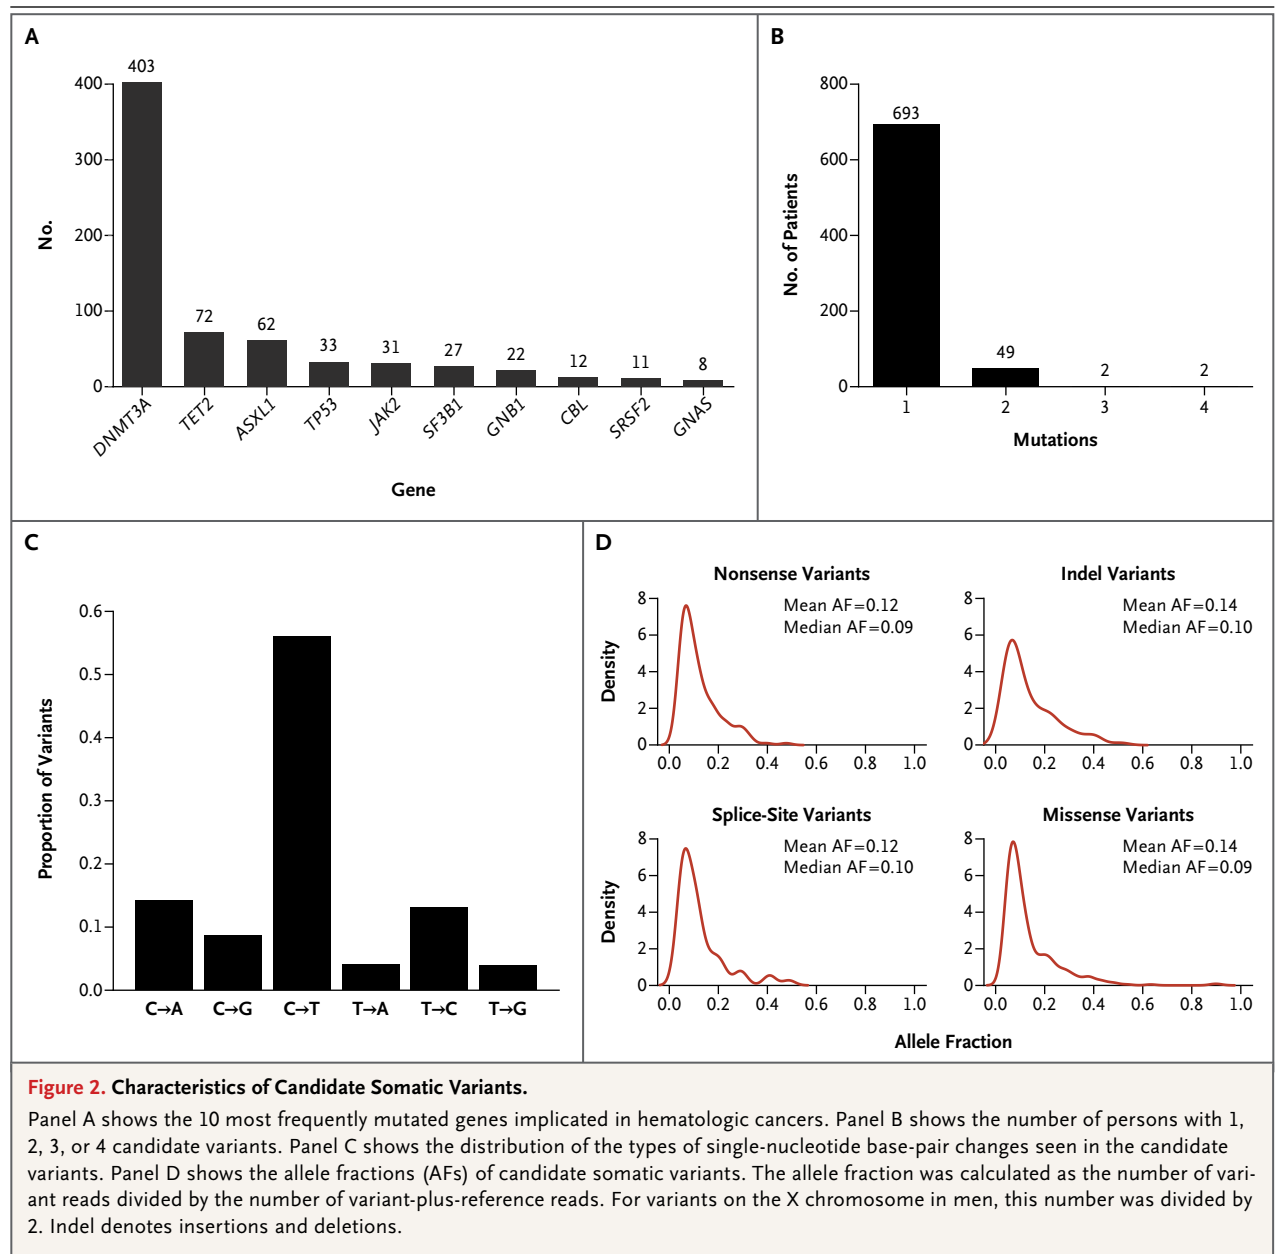 A
403
400
300
200
100
0
No.
72
62
33
31
27
22
12
11
8
DNMT3A
TET2
ASXL1
TP53
JAK2
SF3B1
GNB1
CBL
SRSF2
GNAS
Gene
B
800
600
400
200
0
No. of Patients
693
49
2
2
1
2
3
4
Mutations
C
0.6
0.5
0.4
0.3
0.2
0.1
0.0
Proportion of Variants
C→A
C→G
C→T
T→A
T→C
T→G
D
Nonsense Variants
Mean AF=0.12
Median AF=0.09
Density
8
6
4
2
0
0.0 0.2 0.4 0.6 0.8 1.0
Indel Variants
Mean AF=0.14
Median AF=0.10
8
6
4
2
0
0.0 0.2 0.4 0.6 0.8 1.0
Splice-Site Variants
Mean AF=0.12
Median AF=0.10
Density
8
6
4
2
0
0.0 0.2 0.4 0.6 0.8 1.0
Missense Variants
Mean AF=0.14
Median AF=0.09
8
6
4
2
0
0.0 0.2 0.4 0.6 0.8 1.0
Allele Fraction
Figure 2. Characteristics of Candidate Somatic Variants.
Panel A shows the 10 most frequently mutated genes implicated in hematologic cancers. Panel B shows the number of persons with 1,
2, 3, or 4 candidate variants. Panel C shows the distribution of the types of single-nucleotide base-pair changes seen in the candidate
variants. Panel D shows the allele fractions (AFs) of candidate somatic variants. The allele fraction was calculated as the number of vari-
ant reads divided by the number of variant-plus-reference reads. For variants on the X chromosome in men, this number was divided by
2. Indel denotes insertions and deletions.